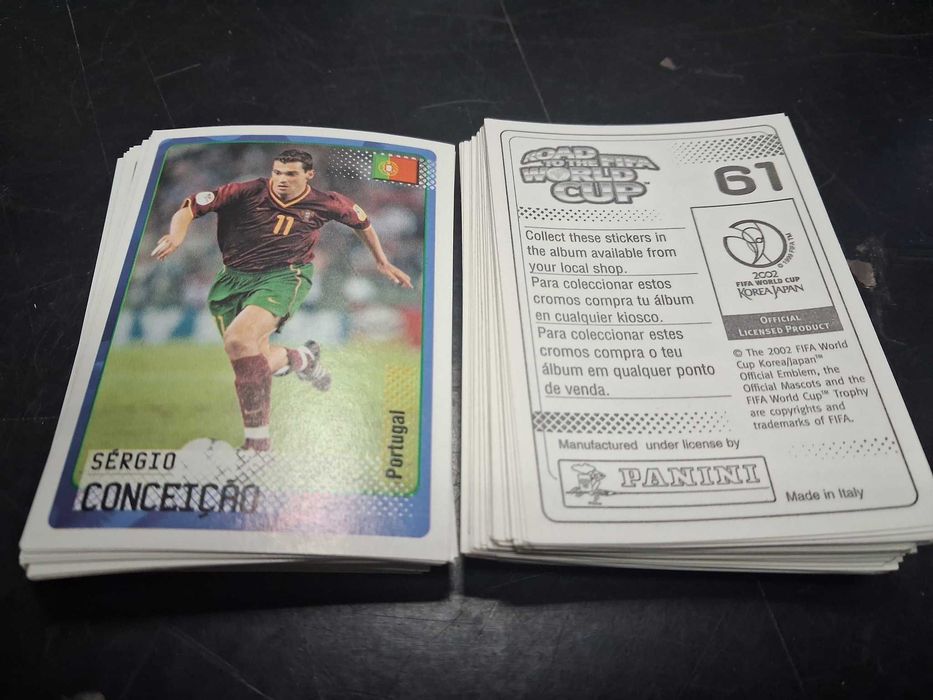 11
Portugal
SÉRGIO
CONCEIÇÃO
ROAD
TO THE FIFA
WORLD
CUP™
61
Collect these stickers in
the album available from
your local shop.
Para coleccionar estos
cromos compra tu álbum
en cualquier kiosco.
Para coleccionar estes
cromos compra o teu
álbum em qualquer ponto
de venda.
© 1999 FIFA TM
2002
FIFA WORLD CUP
KOREA JAPAN
OFFICIAL
LICENSED PRODUCT
© The 2002 FIFA World
Cup Korea/Japan™
Official Emblem, the
Official Mascots and the
FIFA World Cup™ Trophy
are copyrights and
trademarks of FIFA.
Manufactured under license by
PANINI
Made in Italy